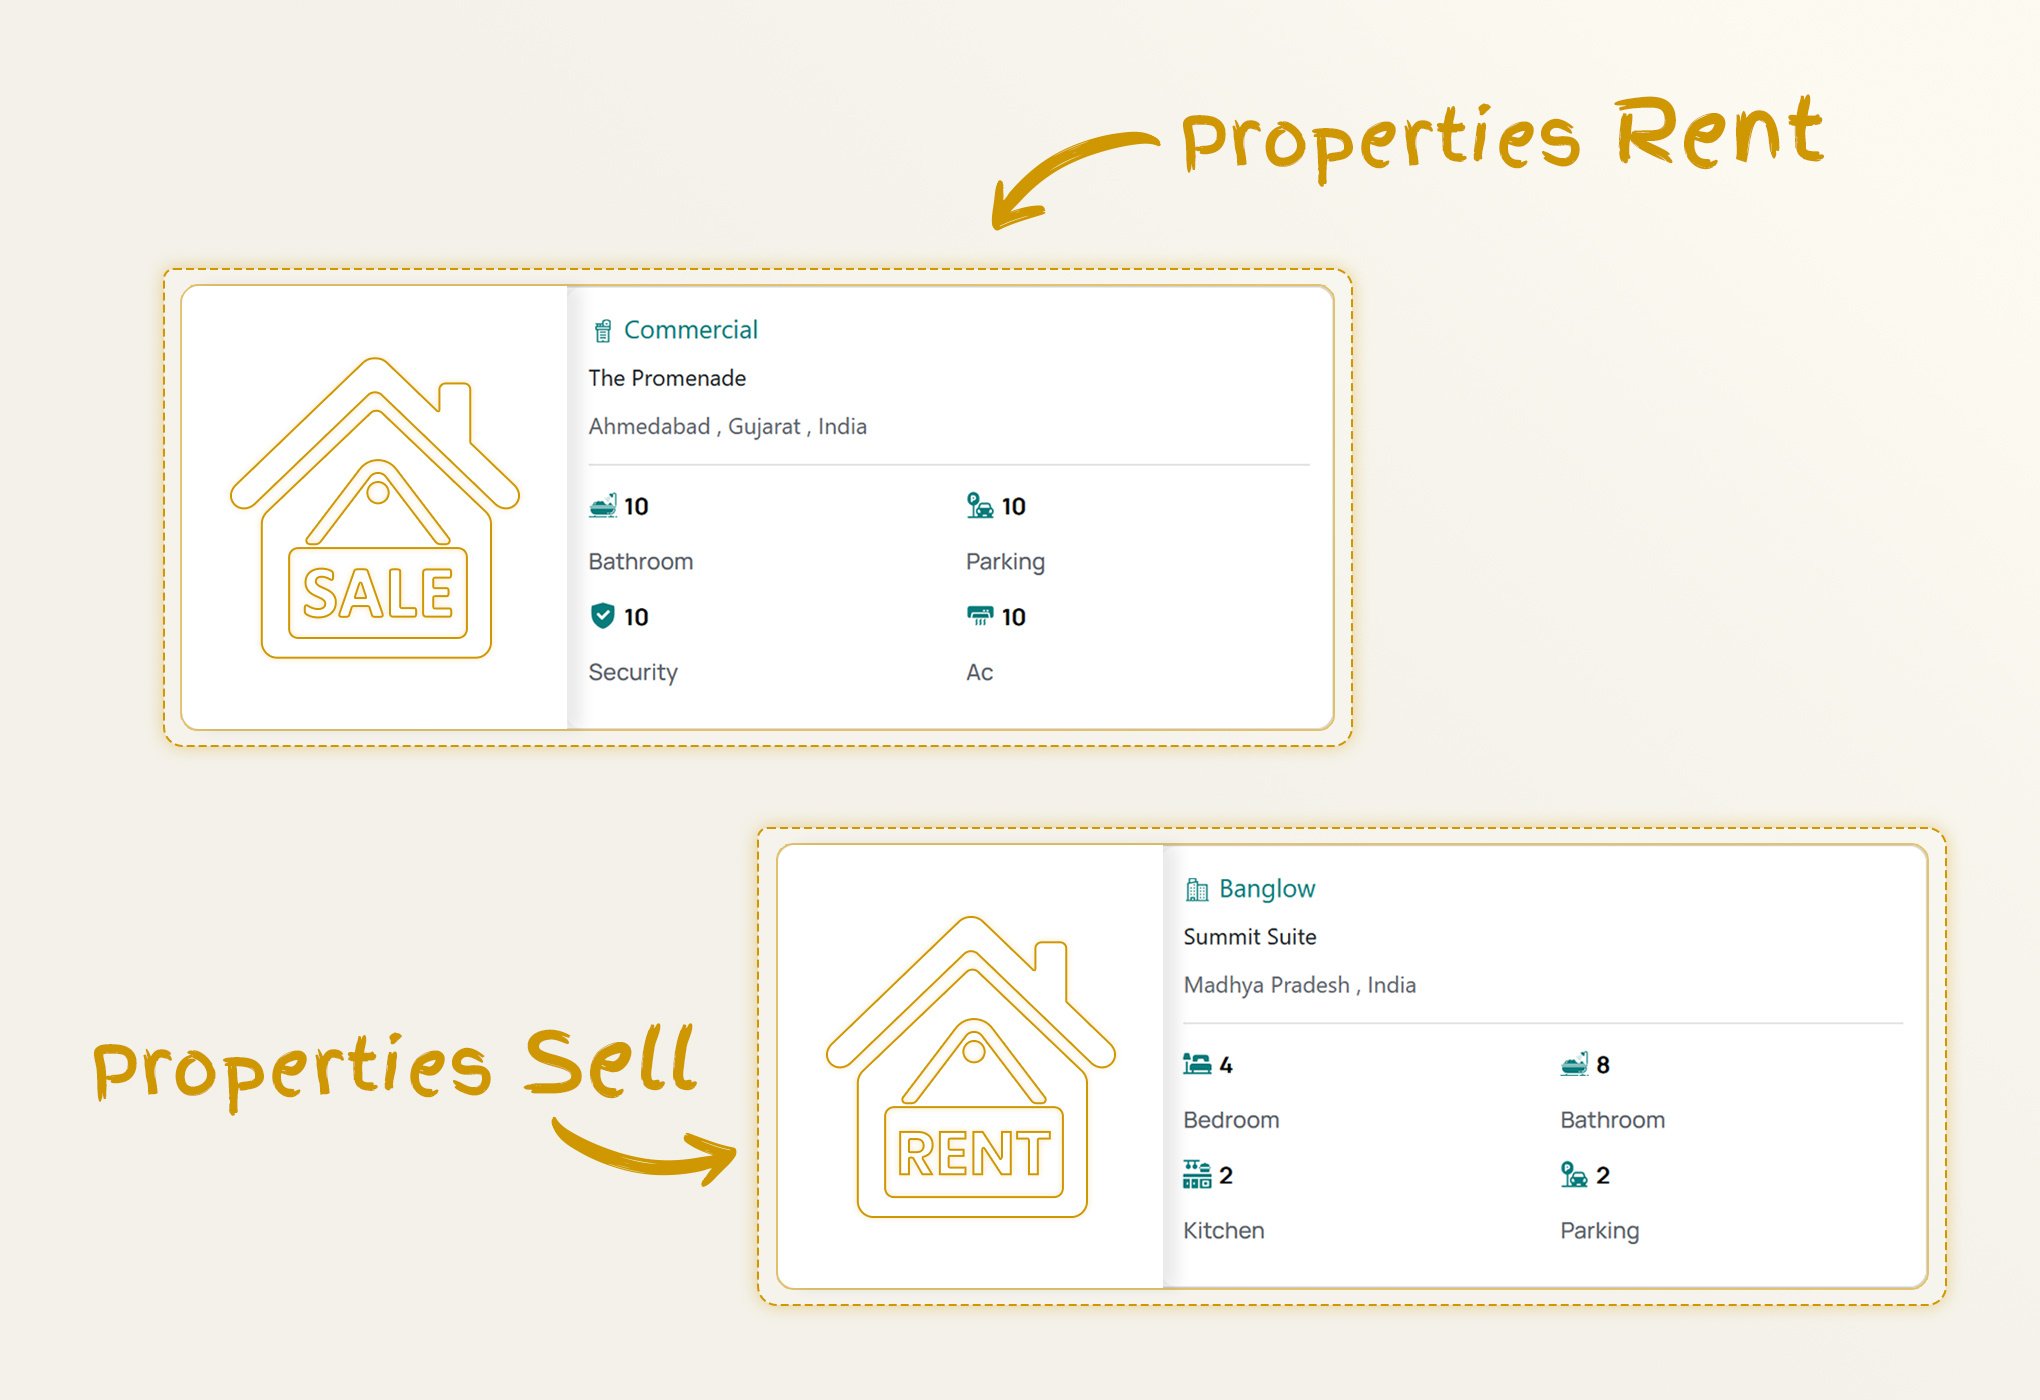 Properties Rent
Commercial
The Promenade
Ahmedabad , Gujarat , India
10 10
Bathroom Parking
10 10
Security Ac
SALE
Banglow
Summit Suite
Madhya Pradesh , India
4 8
Bedroom Bathroom
2 2
Kitchen Parking
RENT
Properties Sell